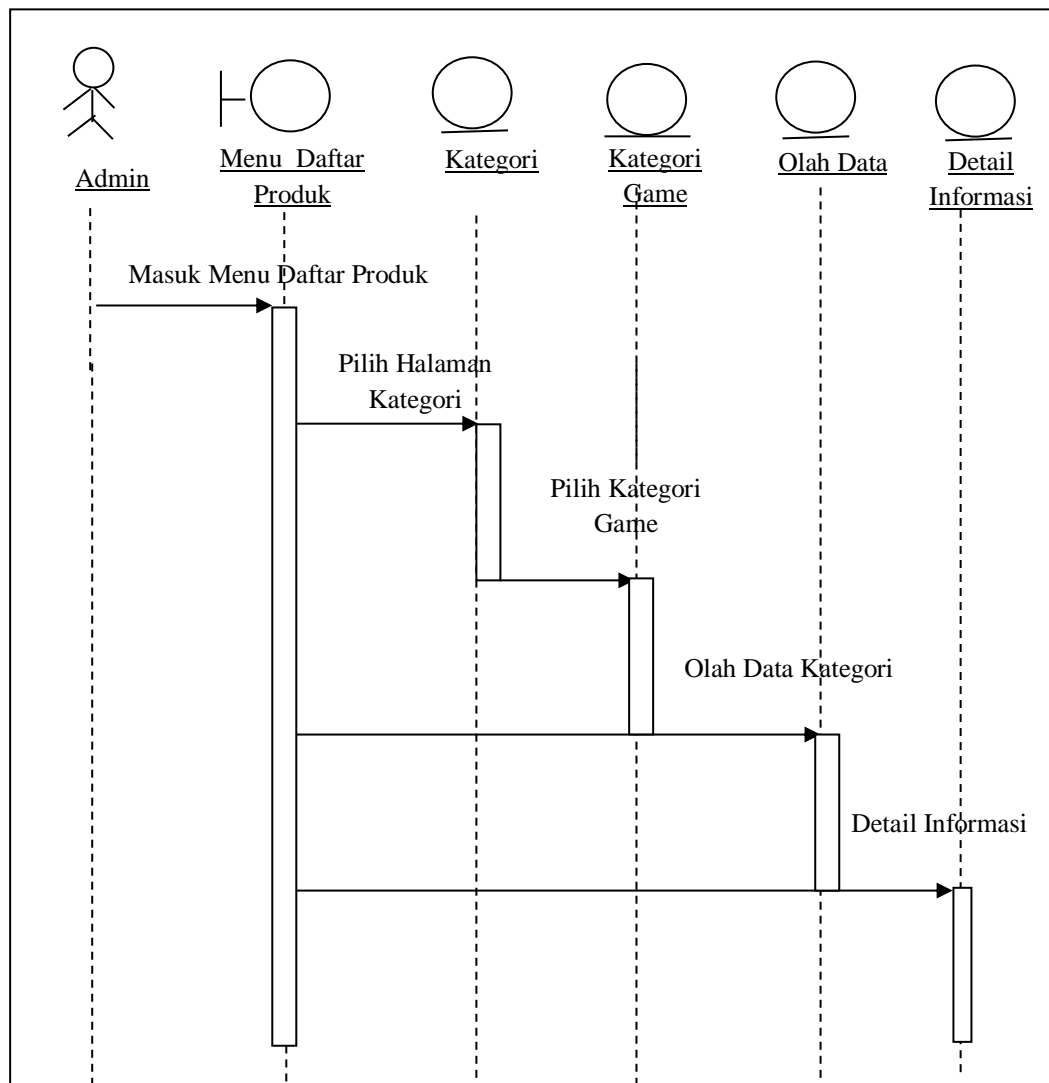 Admin
Menu Daftar
Produk
Kategori
Kategori
Game
Olah Data
Detail
Informasi
Masuk Menu Daftar Produk
Pilih Halaman
Kategori
Pilih Kategori
Game
Olah Data Kategori
Detail Informasi